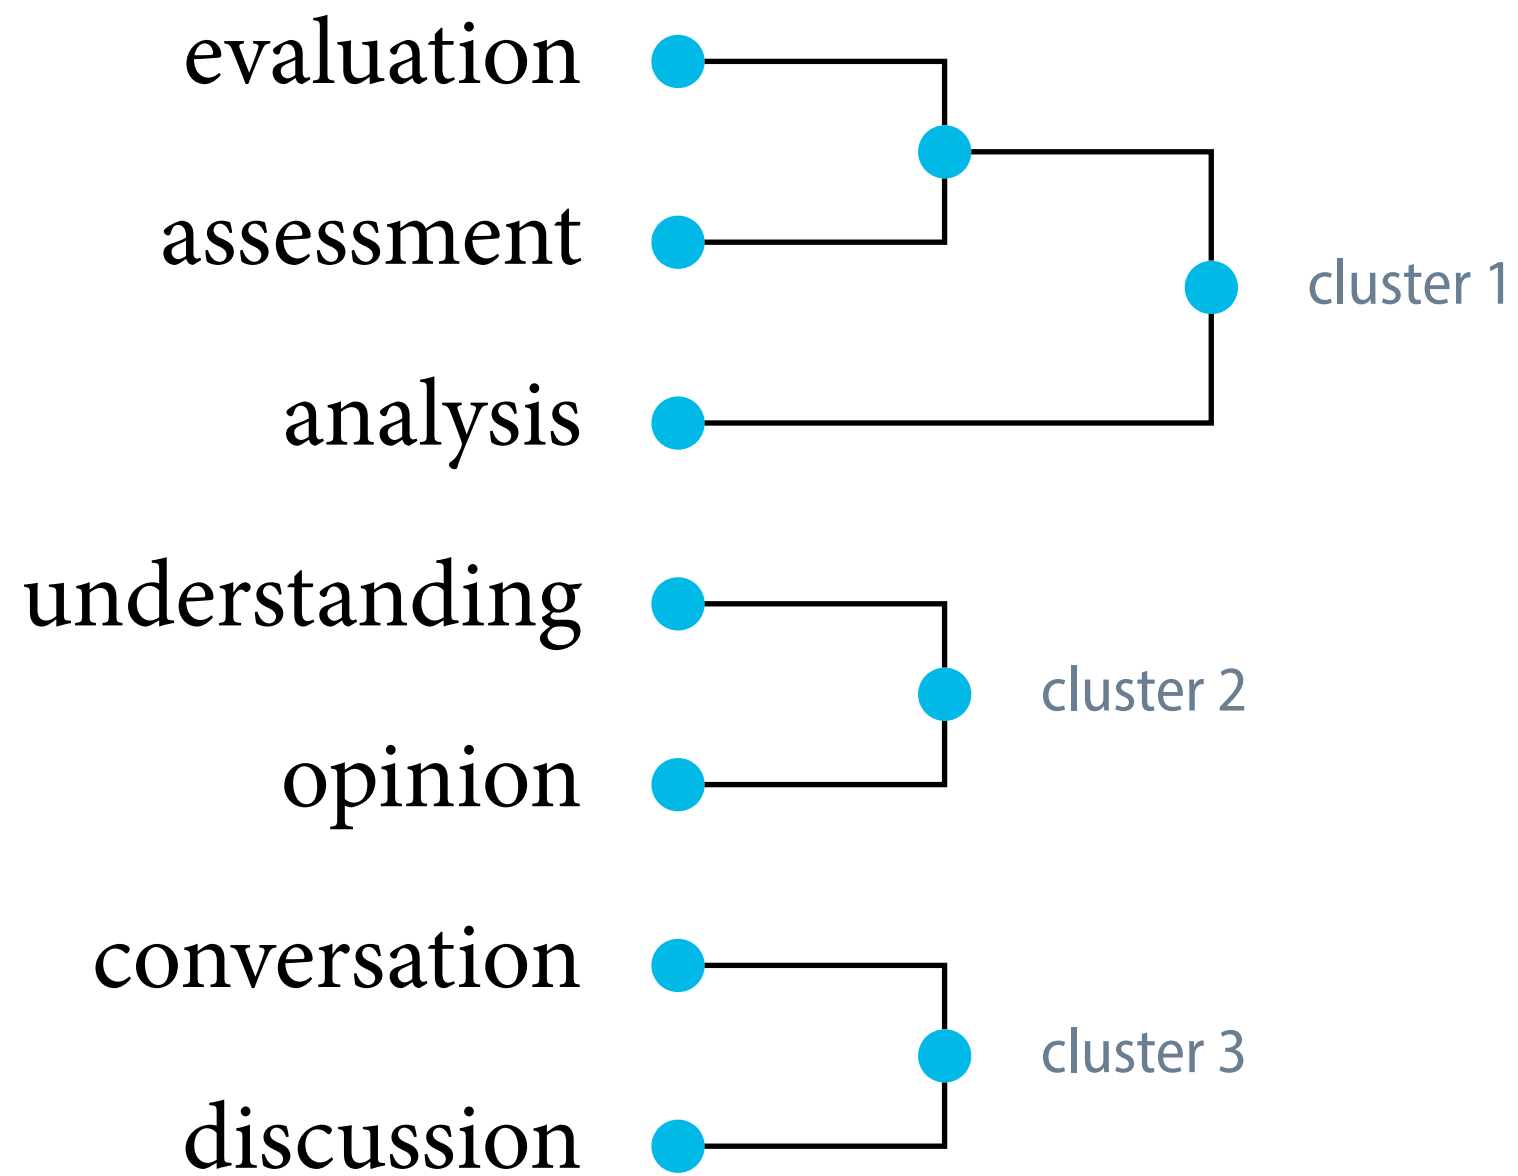 evaluation
assessment
cluster 1
analysis
understanding
cluster 2
opinion
conversation
cluster 3
discussion